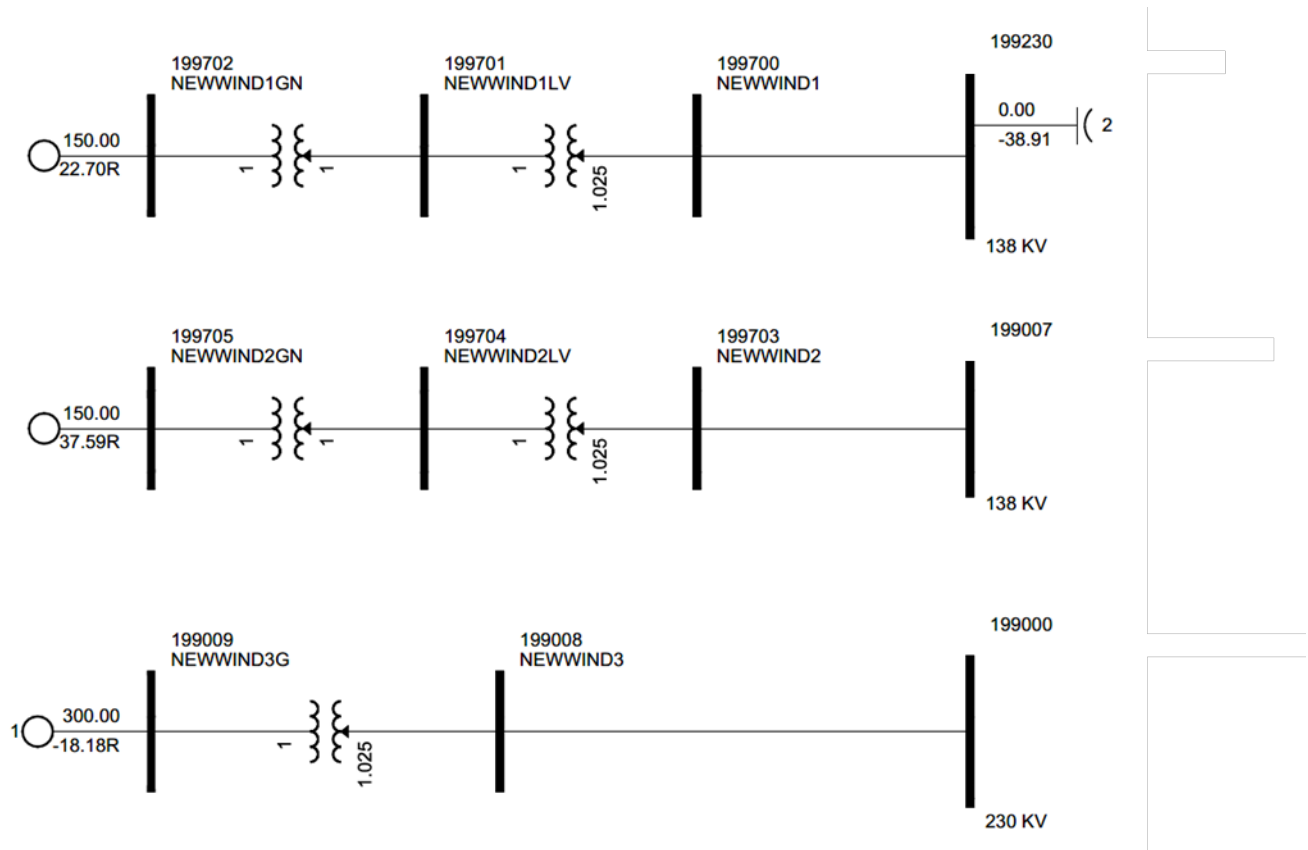 199230
199702
NEWWIND1GN
199701
NEWWIND1LV
199700
NEWWIND1
0.00
-38.91
2
150.00
22.70R
1
1
1
1.025
138 KV
199007
199705
NEWWIND2GN
199704
NEWWIND2LV
199703
NEWWIND2
150.00
37.59R
1
1
1
1.025
138 KV
199000
199009
NEWWIND3G
199008
NEWWIND3
1
300.00
-18.18R
1
1.025
230 KV